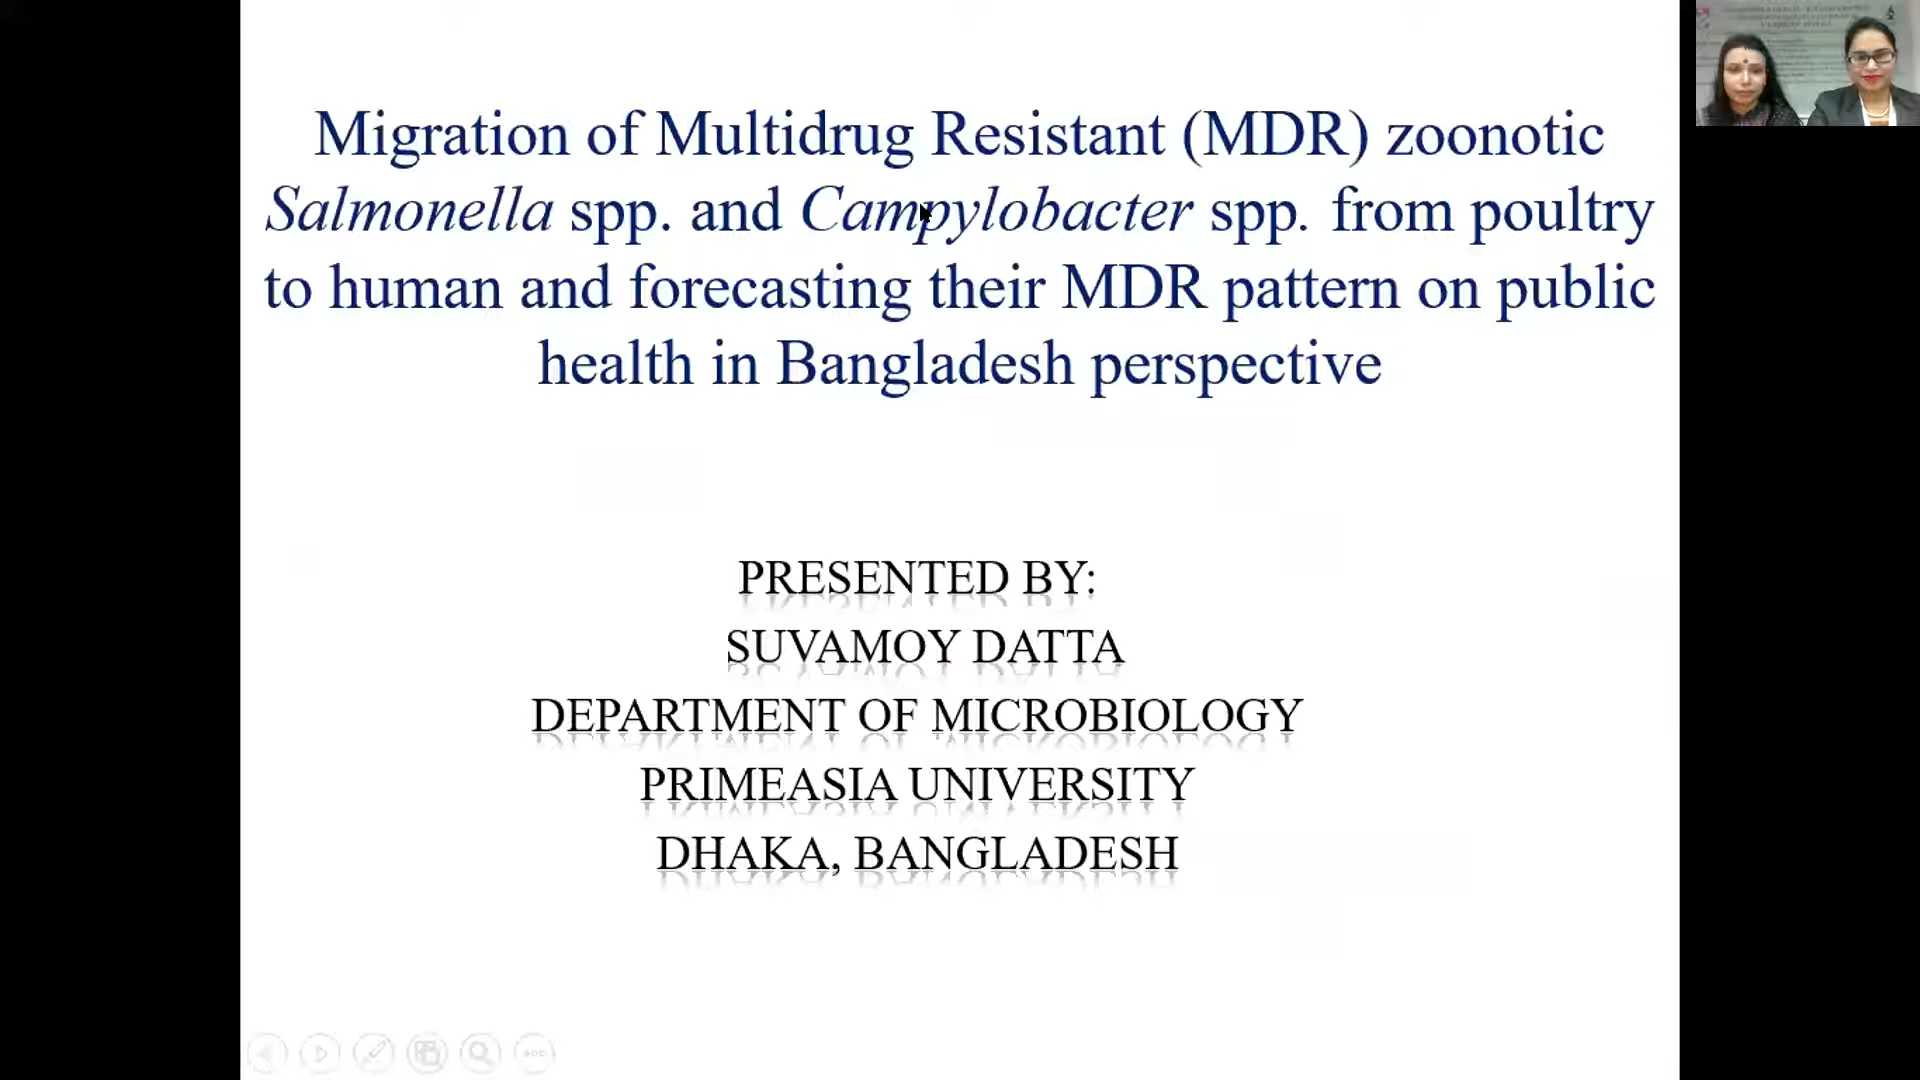 Migration of Multidrug Resistant (MDR) zoonotic
Salmonella spp. and Campylobacter spp. from poultry
to human and forecasting their MDR pattern on public
health in Bangladesh perspective
PRESENTED BY:
SUVAMOY DATTA
DEPARTMENT OF MICROBIOLOGY
PRIMEASIA UNIVERSITY
DHAKA, BANGLADESH